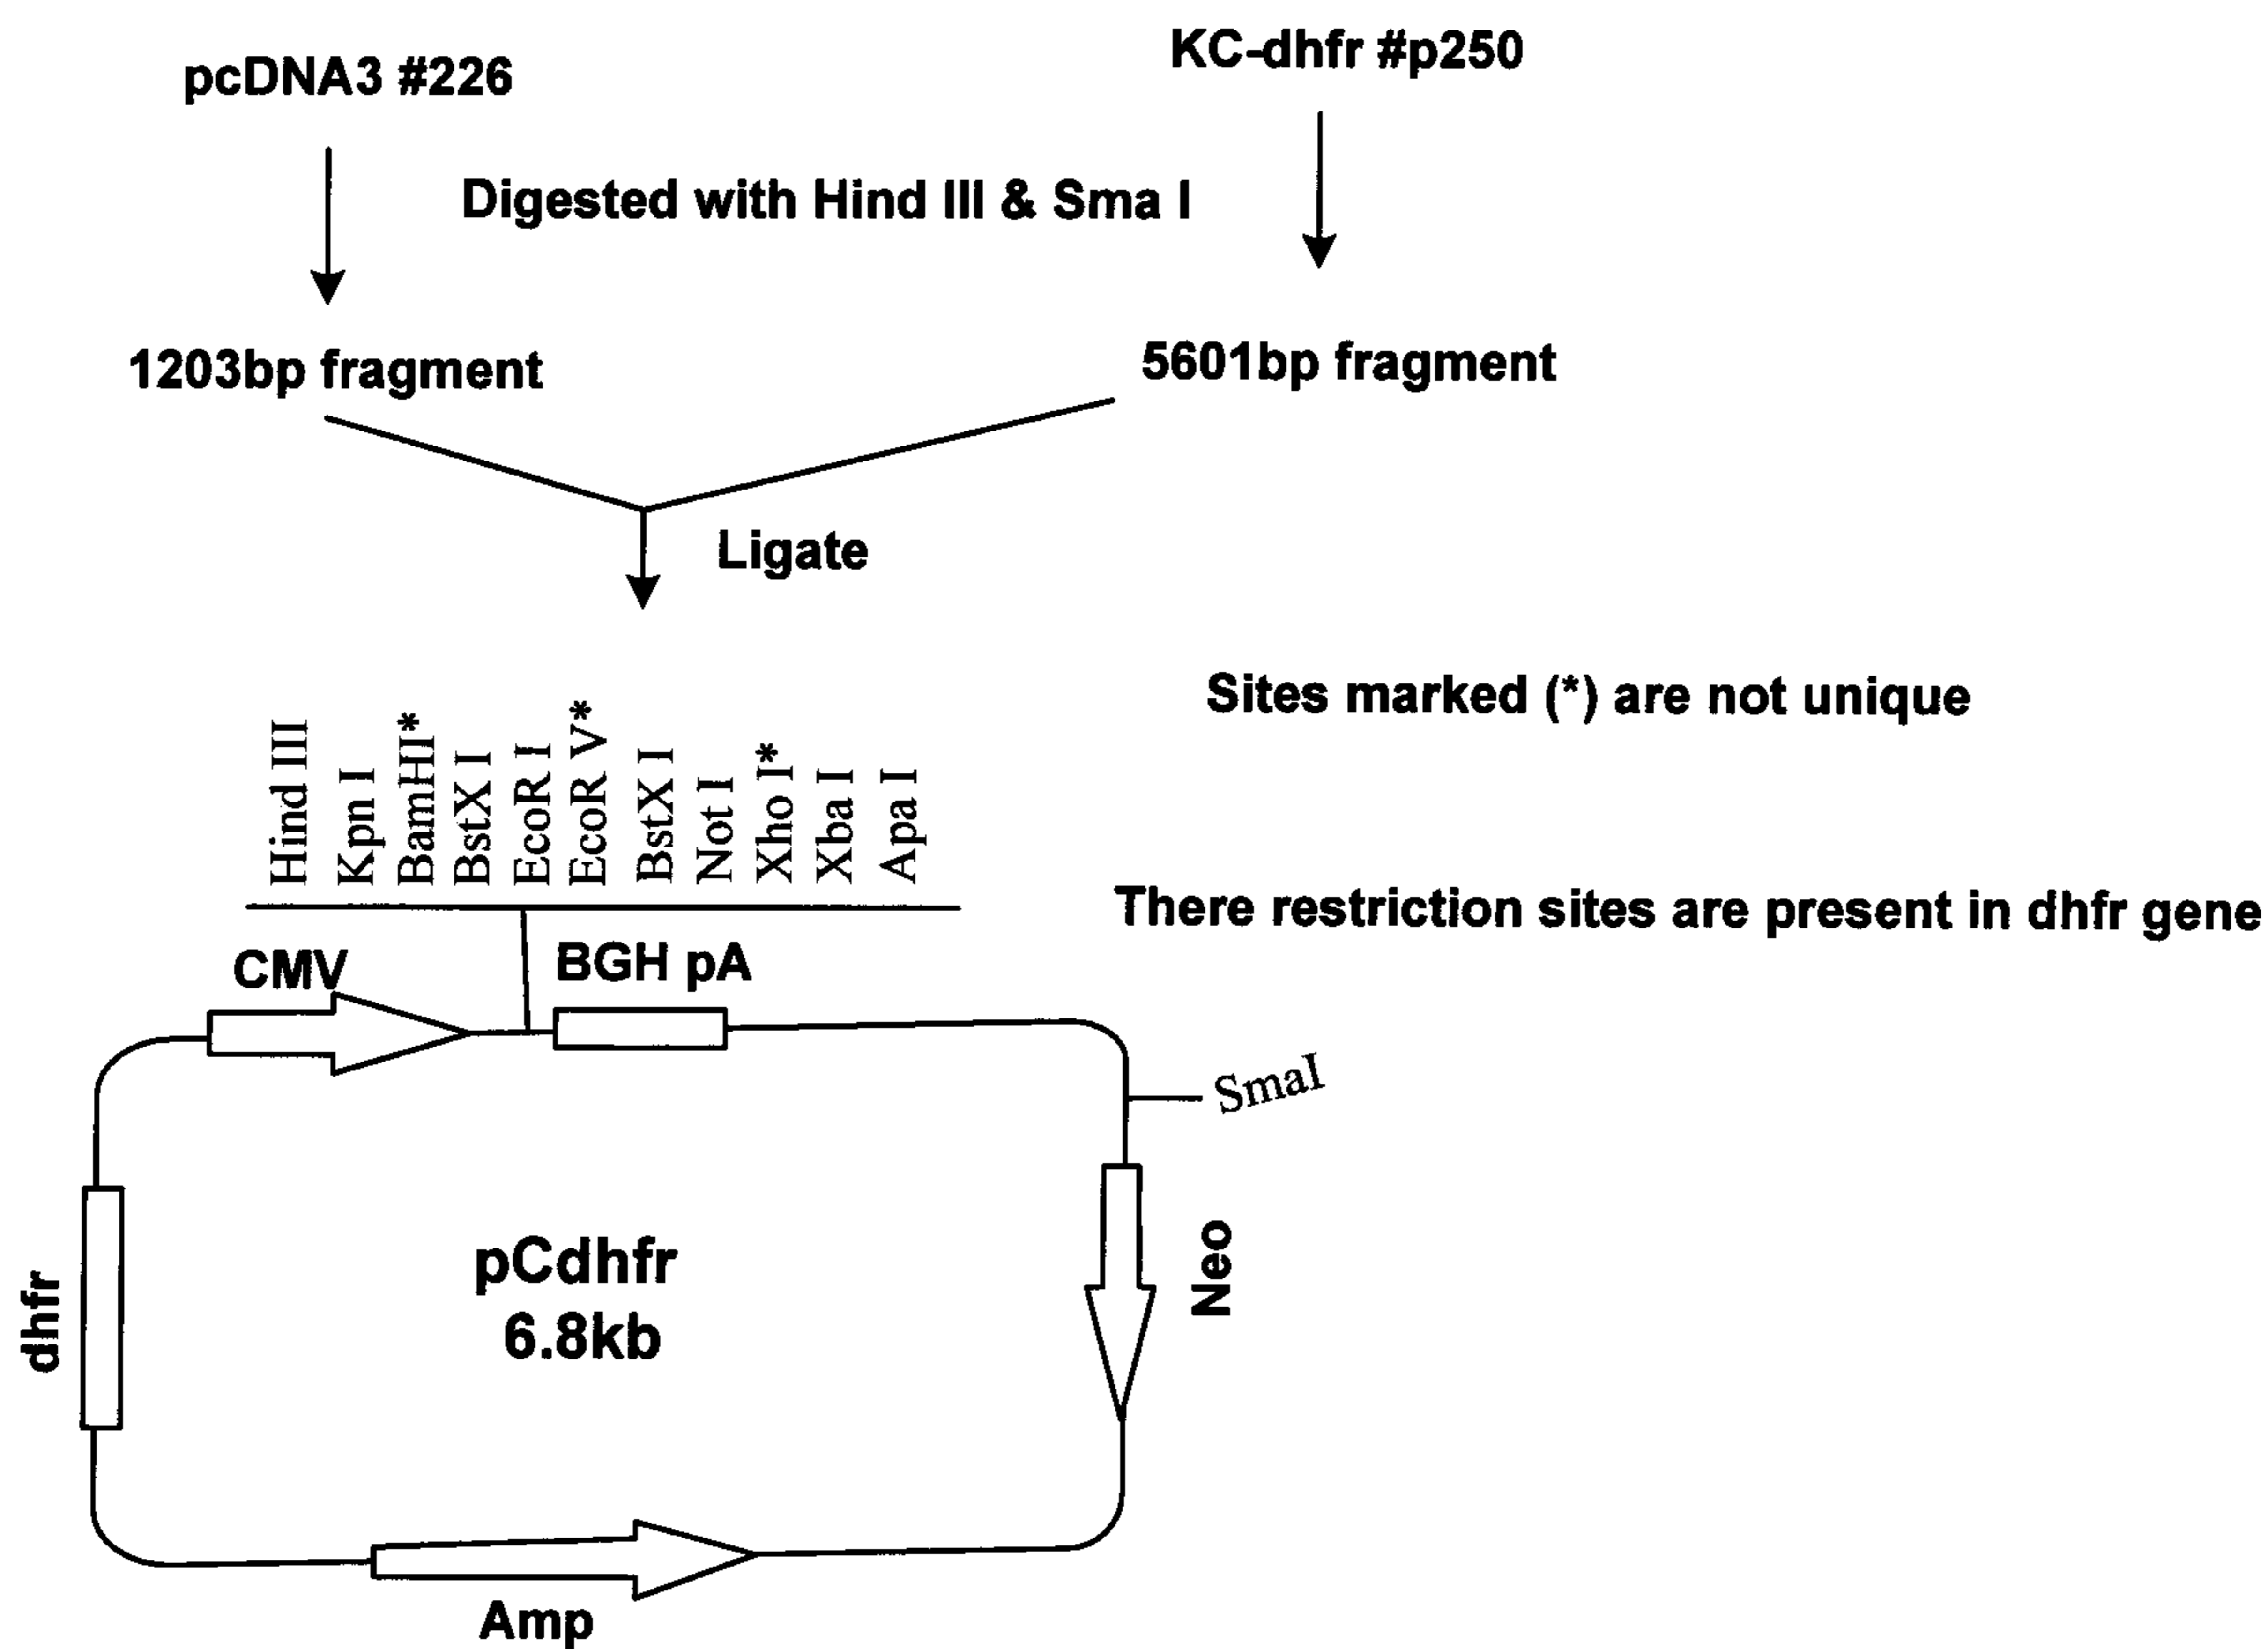 pcDNA3 #226
KC-dhfr #p250
Digested with Hind III & Sma I
1203bp fragment
5601bp fragment
Ligate
Sites marked (*) are not unique
Hind III
Kpn I
BamHI*
BstX I
EcoR I
EcoR V*
BstX I
Not I
Xho I*
Xba I
Apa I
There restriction sites are present in dhfr gene
CMV
BGH pA
SmaI
Neo
dhfr
pCdhfr
6.8kb
Amp